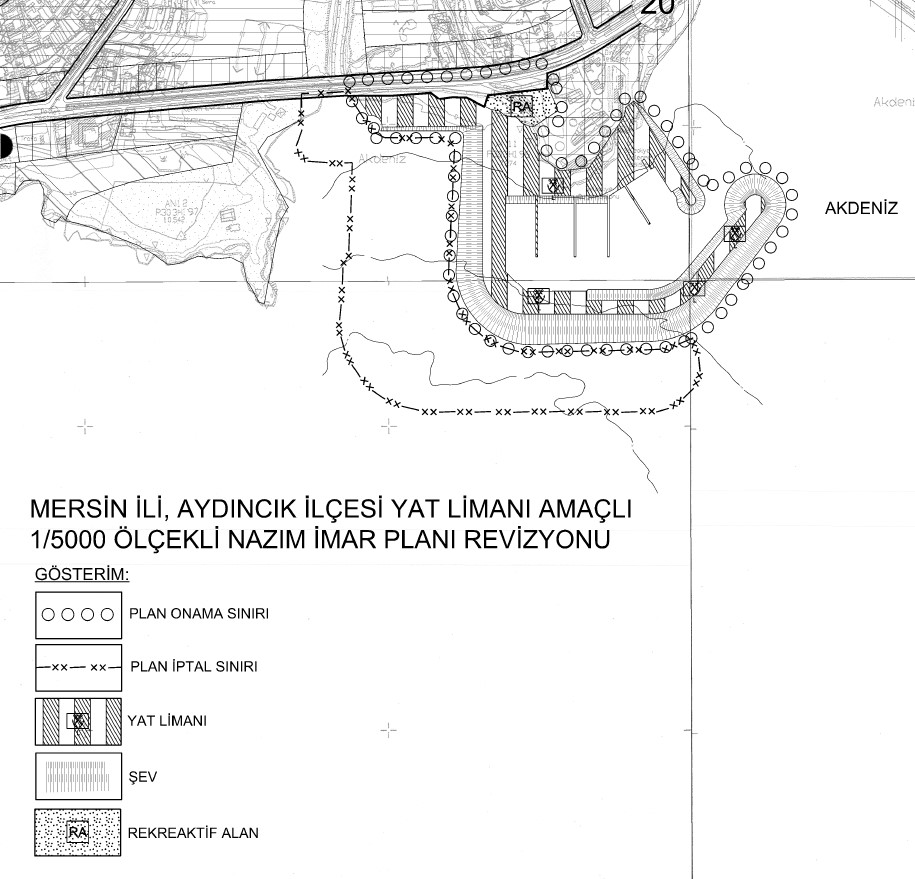 20
RA
Akdeniz
Akdeniz
AKDENİZ
MERSİN İLİ, AYDINCIK İLÇESİ YAT LİMANI AMAÇLI
1/5000 ÖLÇEKLİ NAZIM İMAR PLANI REVİZYONU
GÖSTERİM:
PLAN ONAMA SINIRI
PLAN İPTAL SINIRI
YAT LİMANI
ŞEV
RA
REKREAKTİF ALAN